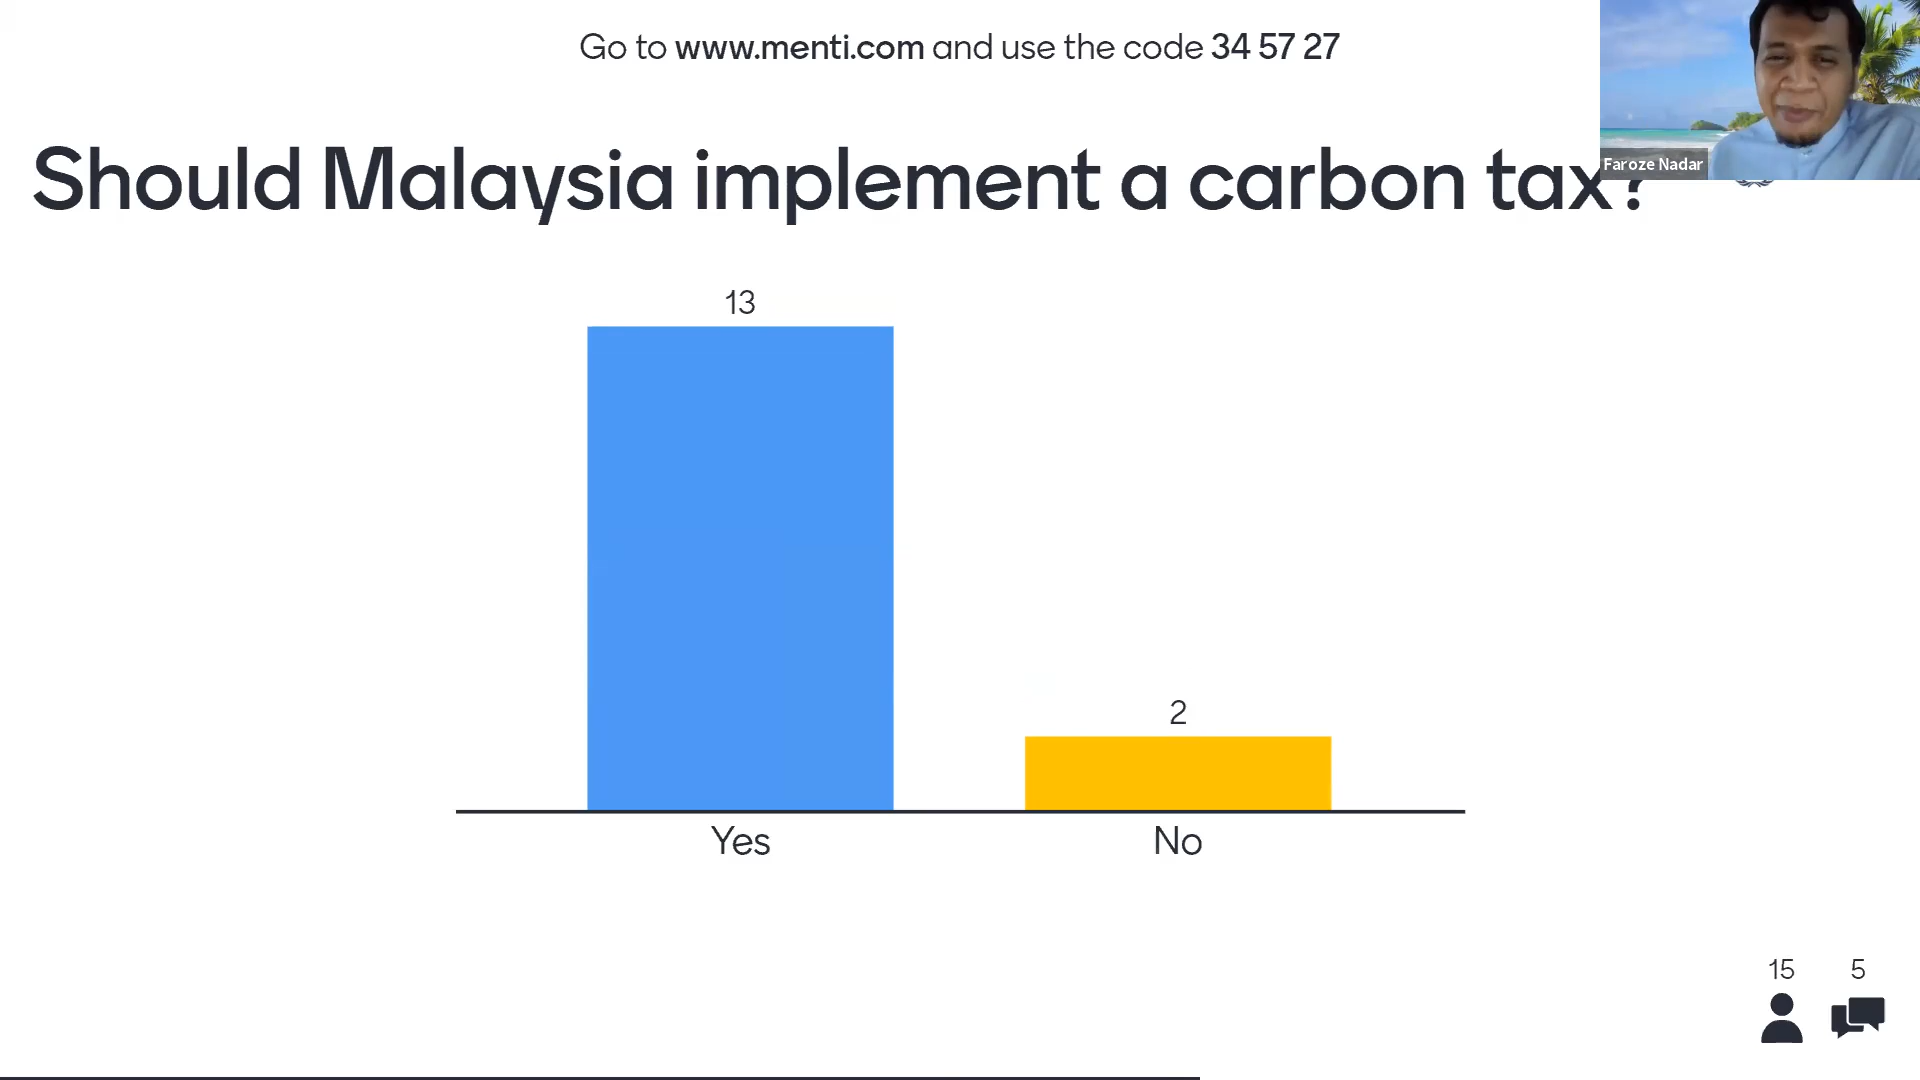 Go to www.menti.com and use the code 34 57 27
Faroze Nadar
Should Malaysia implement a carbon tax?
13
2
Yes
No
15
5